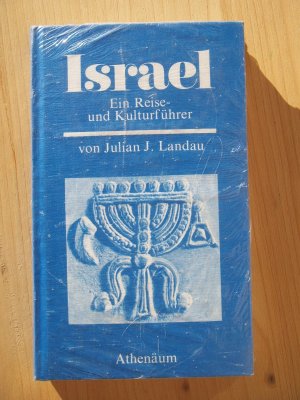 Israel
Ein Reise-
und Kulturführer
von Julian J. Landau
Athenäum